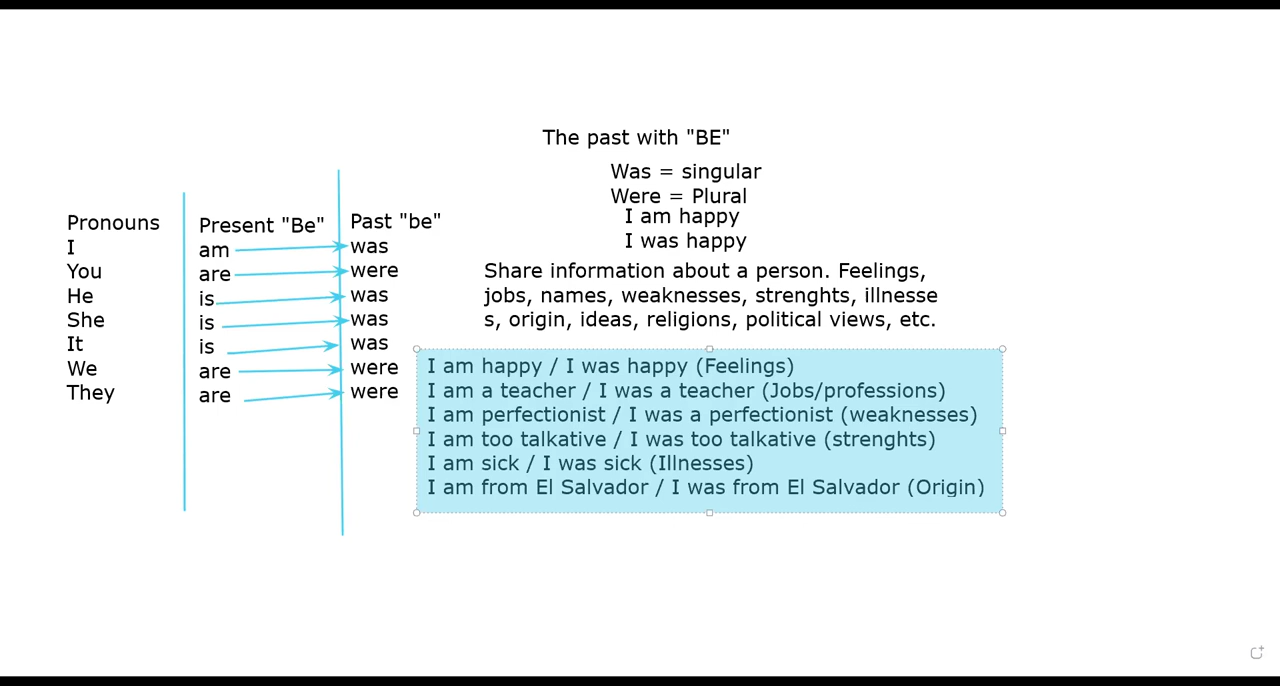 The past with "BE"
Was = singular
Were = Plural
I am happy
I was happy
Pronouns
I
You
He
She
It
We
They
Present "Be"
am
are
is
is
is
are
are
Past "be"
was
were
was
was
was
were
were
Share information about a person. Feelings,
jobs, names, weaknesses, strenghts, illnesse
s, origin, ideas, religions, political views, etc.
I am happy / I was happy (Feelings)
I am a teacher / I was a teacher (Jobs/professions)
I am perfectionist / I was a perfectionist (weaknesses)
I am too talkative / I was too talkative (strenghts)
I am sick / I was sick (Illnesses)
I am from El Salvador / I was from El Salvador (Origin)